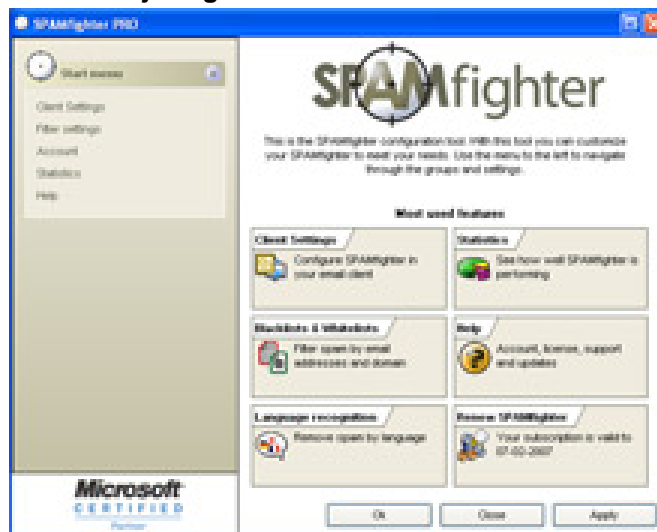 SPAMfighter PRO
Start menu
Client Settings
Filter settings
Account
Statistics
Help
Microsoft
CERTIFIED
Partner
SPAMfighter
This is the SPAMfighter configuration tool. With this tool you can customize
your SPAMfighter to meet your needs. Use the menu to the left to navigate
through the groups and settings.
Most used features
Client Settings
Configure SPAMfighter in
your email client
Statistics
See how well SPAMfighter is
performing
Blacklists & Whitelists
Filter spam by email
addresses and domain
Help
Account, license, support
and updates
Language recognition
Remove spam by language
Renew SPAMfighter
Your subscription is valid to
07-02-2007
Ok
Close
Apply